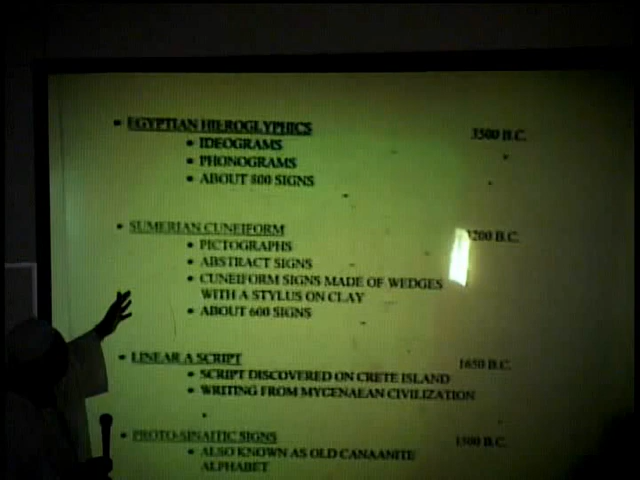 • EGYPTIAN HIEROGLYPHICS 3500 B.C.
• IDEOGRAMS
• PHONOGRAMS
• ABOUT 800 SIGNS
• SUMERIAN CUNEIFORM 3200 B.C.
• PICTOGRAPHS
• ABSTRACT SIGNS
• CUNEIFORM SIGNS MADE OF WEDGES
WITH A STYLUS ON CLAY
• ABOUT 600 SIGNS
• LINEAR A SCRIPT 1650 B.C.
• SCRIPT DISCOVERED ON CRETE ISLAND
• WRITING FROM MYCENAEAN CIVILIZATION
•
• PROTO-SINAITIC SIGNS 1500 B.C.
• ALSO KNOWN AS OLD CANAANITE
ALPHABET